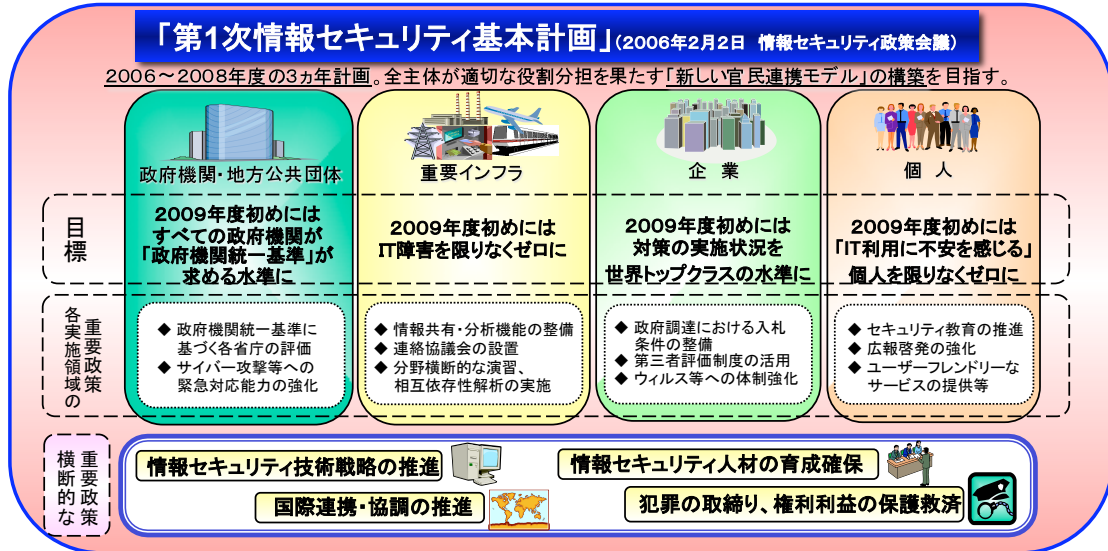 「第1次情報セキュリティ基本計画」(2006年2月2日 情報セキュリティ政策会議)
2006～2008年度の3ヵ年計画。全主体が適切な役割分担を果たす「新しい官民連携モデル」の構築を目指す。
政府機関・地方公共団体
重要インフラ
企 業
個 人
目標
2009年度初めには
すべての政府機関が
「政府機関統一基準」が
求める水準に
2009年度初めには
IT障害を限りなくゼロに
2009年度初めには
対策の実施状況を
世界トップクラスの水準に
2009年度初めには
「IT利用に不安を感じる」
個人を限りなくゼロに
各実施領域の
重要政策
◆ 政府機関統一基準に
基づく各省庁の評価
◆ サイバー攻撃等への
緊急対応能力の強化
◆ 情報共有・分析機能の整備
◆ 連絡協議会の設置
◆ 分野横断的な演習、
相互依存性解析の実施
◆ 政府調達における入札
条件の整備
◆ 第三者評価制度の活用
◆ ウィルス等への体制強化
◆ セキュリティ教育の推進
◆ 広報啓発の強化
◆ ユーザーフレンドリーな
サービスの提供等
横断的な
重要政策
情報セキュリティ技術戦略の推進
情報セキュリティ人材の育成確保
国際連携・協調の推進
犯罪の取締り、権利利益の保護救済